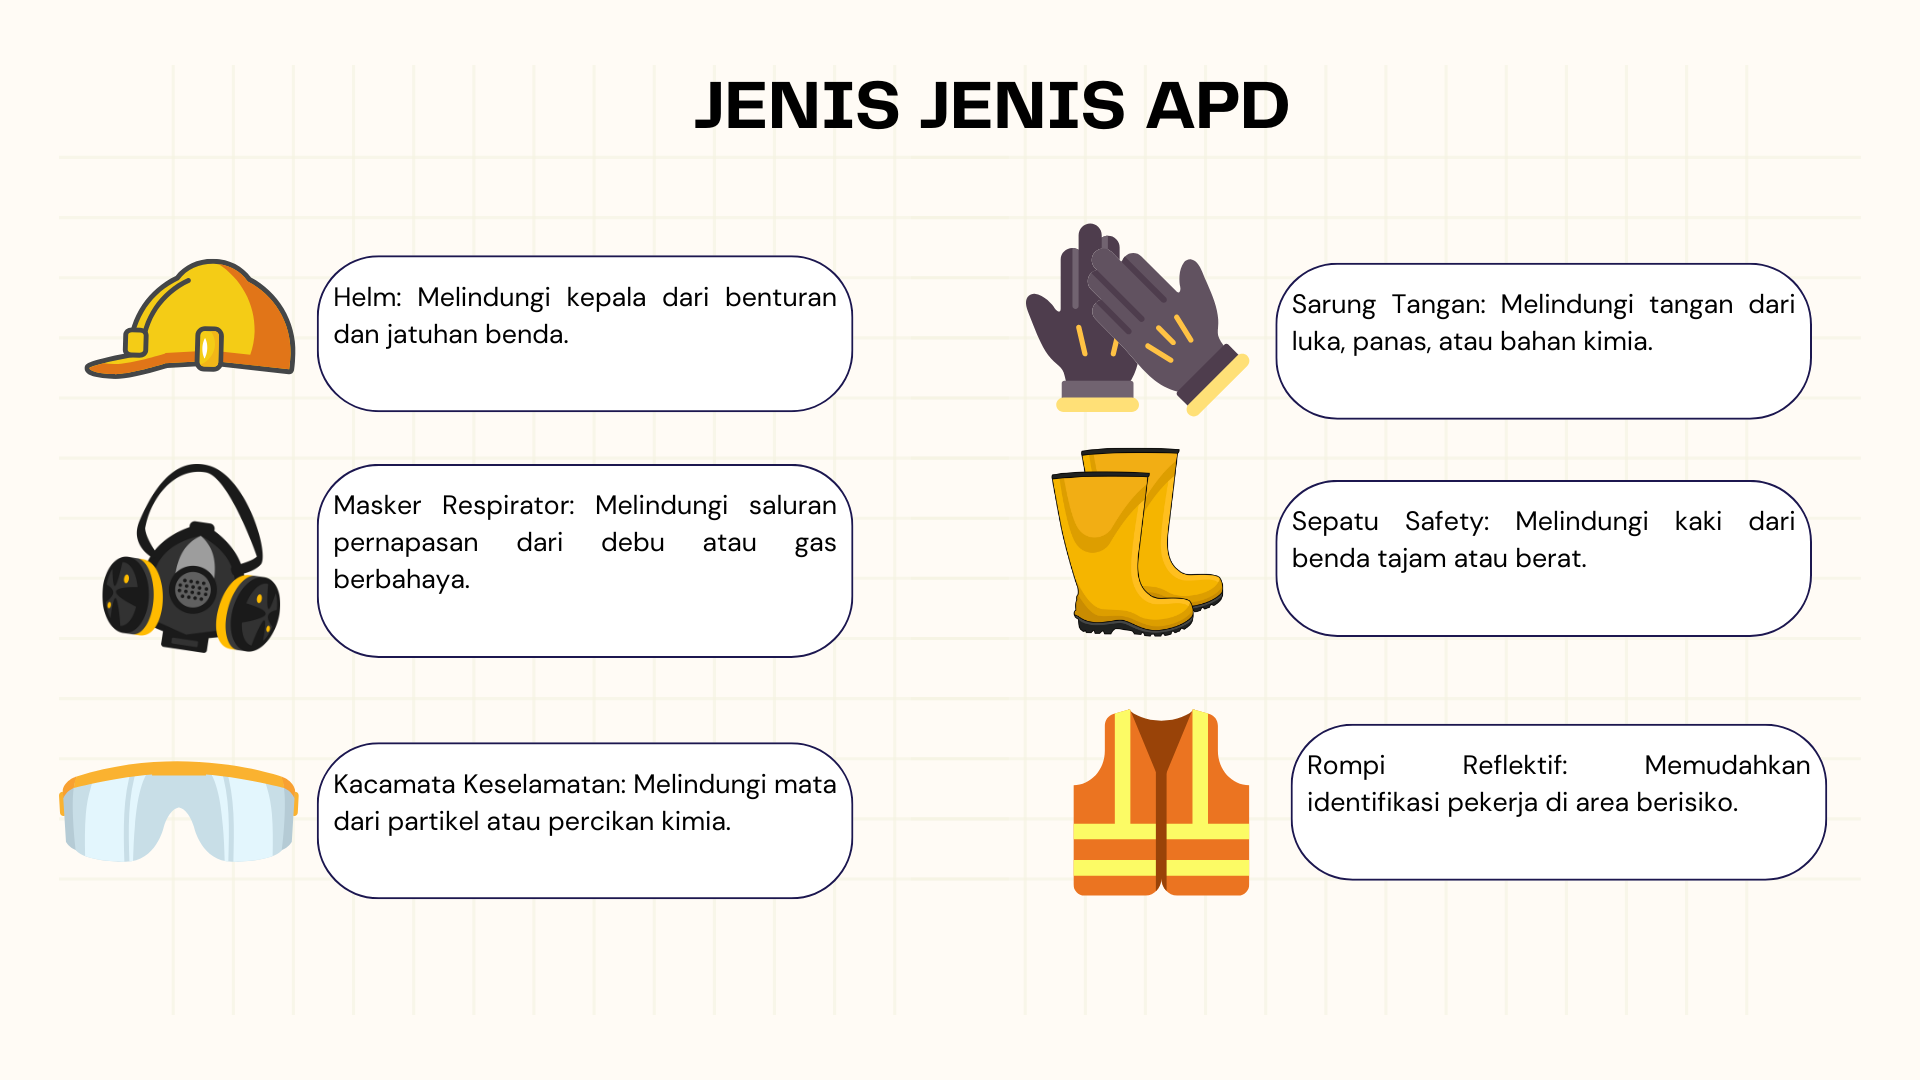 JENIS JENIS APD
Helm: Melindungi kepala dari benturan
dan jatuhan benda.
Masker Respirator: Melindungi saluran
pernapasan dari debu atau gas
berbahaya.
Kacamata Keselamatan: Melindungi mata
dari partikel atau percikan kimia.
Sarung Tangan: Melindungi tangan dari
luka, panas, atau bahan kimia.
Sepatu Safety: Melindungi kaki dari
benda tajam atau berat.
Rompi Reflektif: Memudahkan
identifikasi pekerja di area berisiko.